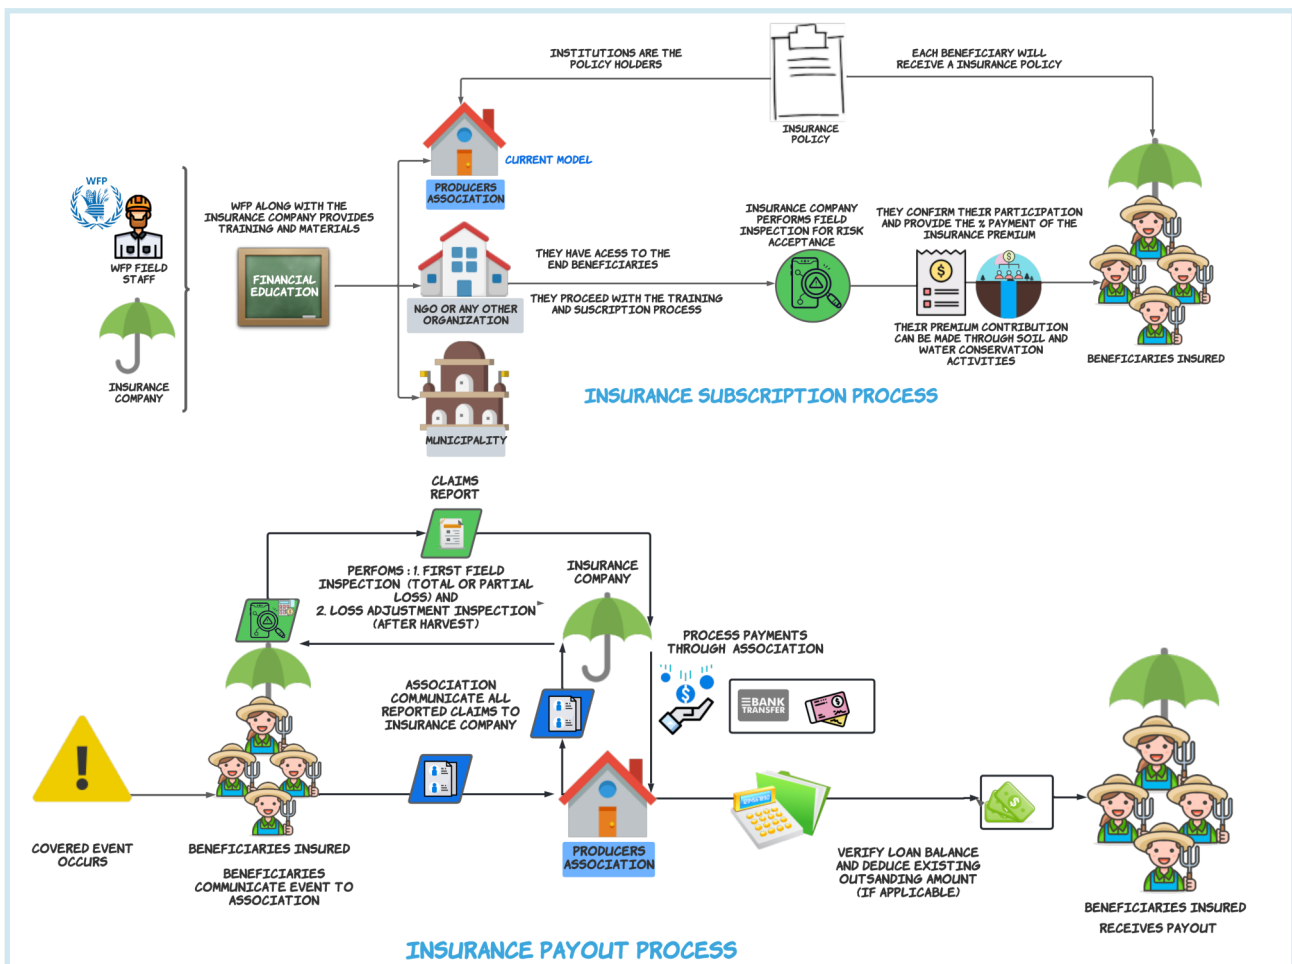 INSTITUTIONS ARE THE
POLICY HOLDERS
EACH BENEFICIARY WILL
RECEIVE A INSURANCE POLICY
INSURANCE
POLICY
CURRENT MODEL
PRODUCERS
ASSOCIATION
WFP
WFP FIELD
STAFF
INSURANCE
COMPANY
WFP ALONG WITH THE
INSURANCE COMPANY PROVIDES
TRAINING AND MATERIALS
FINANCIAL
EDUCATION
NGO OR ANY OTHER
ORGANIZATION
MUNICIPALITY
THEY HAVE ACESS TO THE
END BENEFICIARIES
THEY PROCEED WITH THE TRAINING
AND SUSCRIPTION PROCESS
INSURANCE COMPANY
PERFORMS FIELD
INSPECTION FOR RISK
ACCEPTANCE
THEY CONFIRM THEIR PARTICIPATION
AND PROVIDE THE % PAYMENT OF THE
INSURANCE PREMIUM
THEIR PREMIUM CONTRIBUTION
CAN BE MADE THROUGH SOIL AND
WATER CONSERVATION
ACTIVITIES
BENEFICIARIES INSURED
INSURANCE SUBSCRIPTION PROCESS
CLAIMS
REPORT
PERFOMS : 1. FIRST FIELD
INSPECTION (TOTAL OR PARTIAL
LOSS) AND
2. LOSS ADJUSTMENT INSPECTION
(AFTER HARVEST)
INSURANCE
COMPANY
PROCESS PAYMENTS
THROUGH ASSOCIATION
BANK
TRANSFER
ASSOCIATION
COMMUNICATE ALL
REPORTED CLAIMS TO
INSURANCE COMPANY
COVERED EVENT
OCCURS
BENEFICIARIES INSURED
BENEFICIARIES
COMMUNICATE EVENT TO
ASSOCIATION
PRODUCERS
ASSOCIATION
VERIFY LOAN BALANCE
AND DEDUCE EXISTING
OUTSANDING AMOUNT
(IF APPLICABLE)
BENEFICIARIES INSURED
RECEIVES PAYOUT
INSURANCE PAYOUT PROCESS